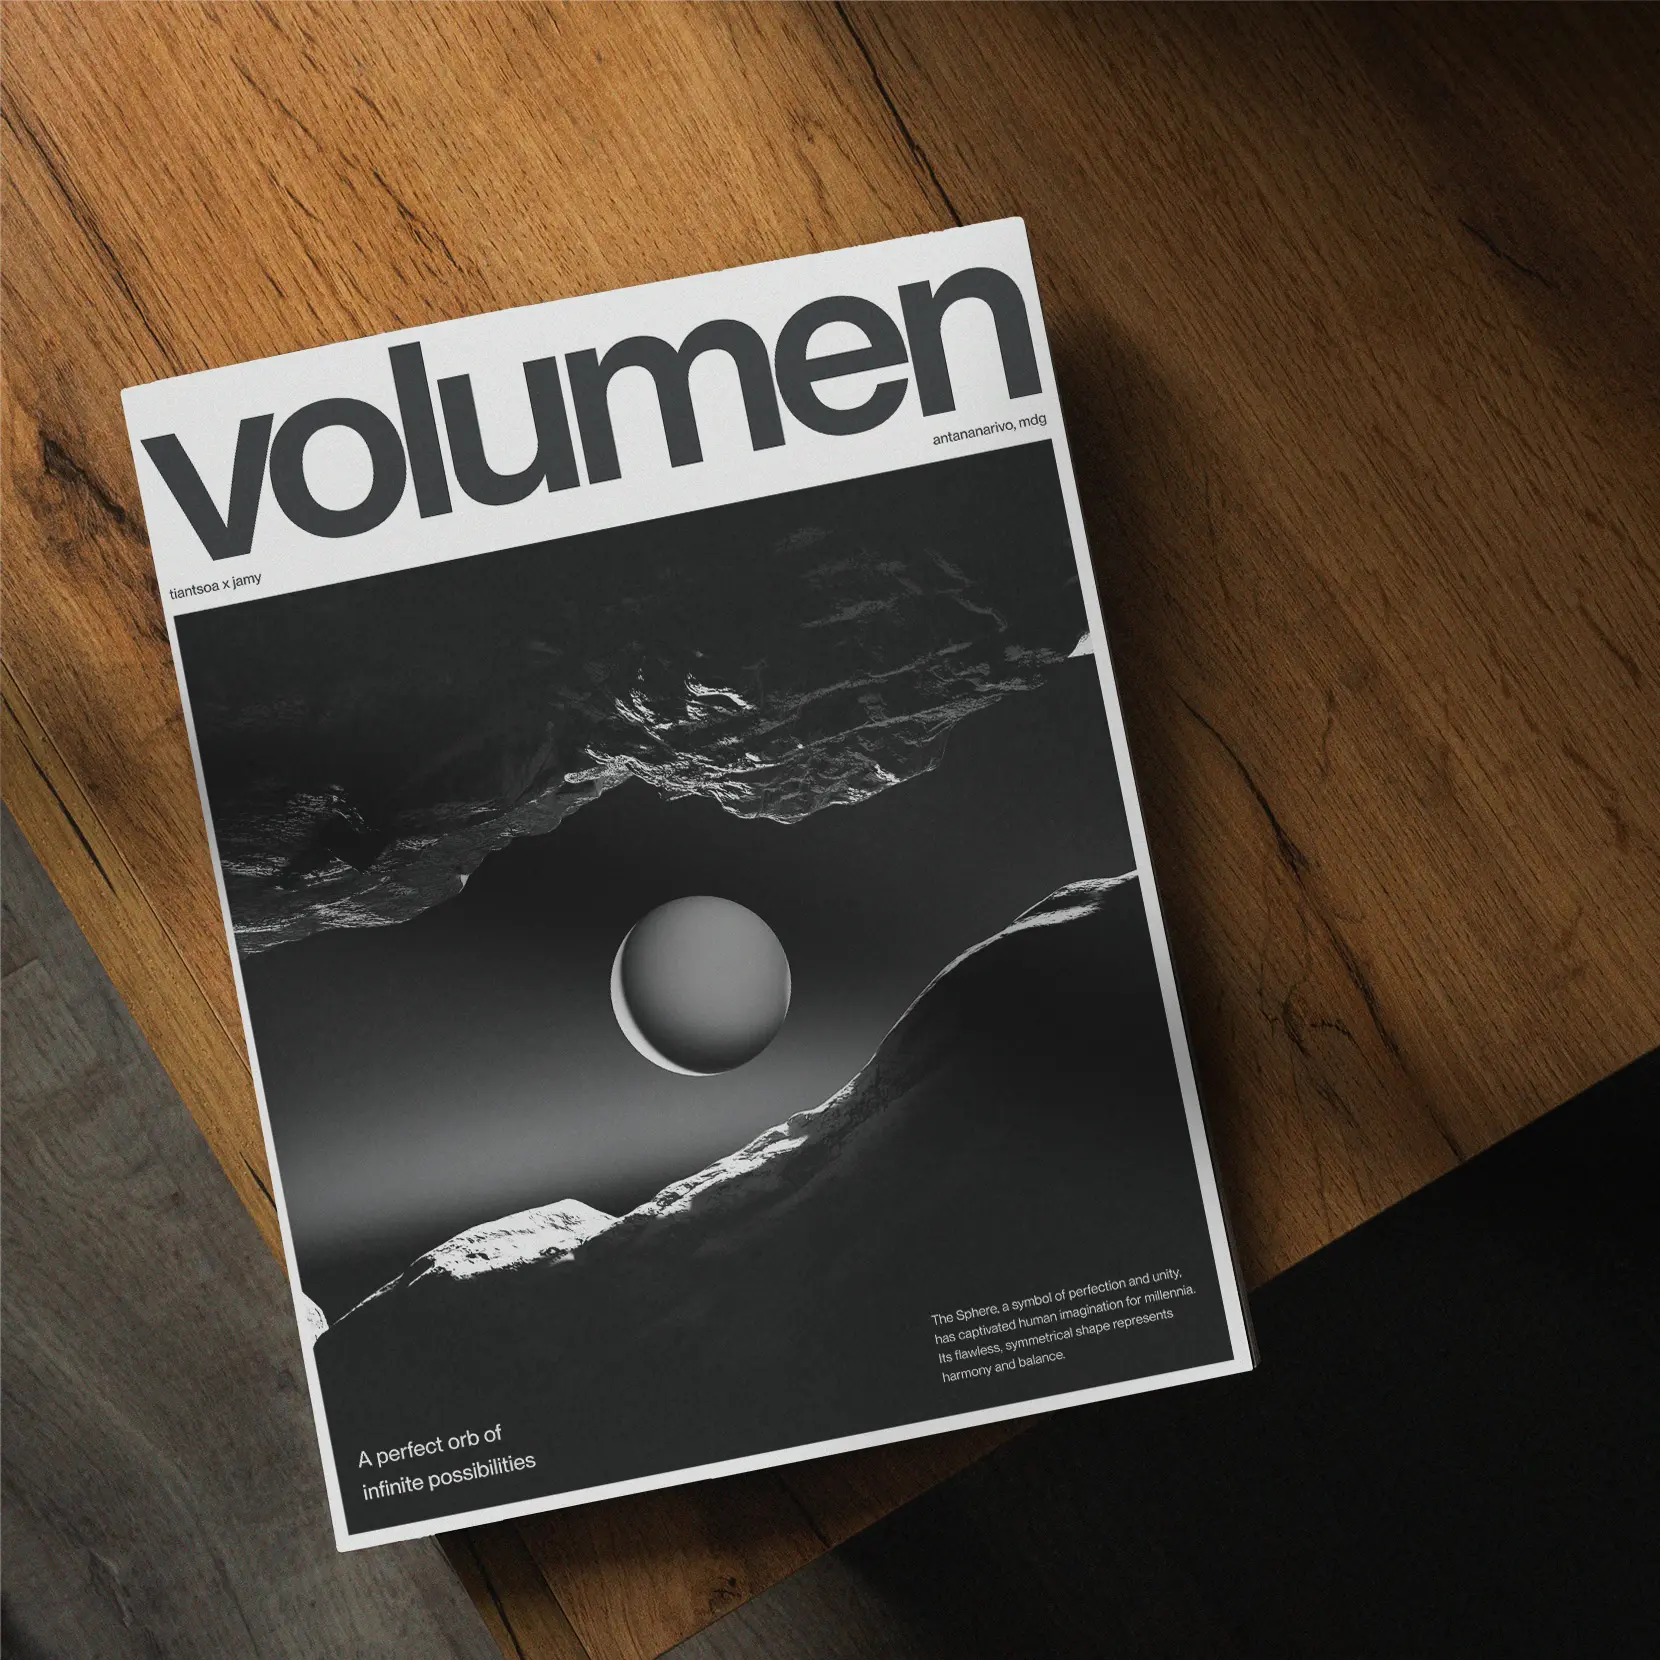 volumen
tiantsoa x jamy
antananarivo, mdg
A perfect orb of
infinite possibilities
The Sphere, a symbol of perfection and unity,
has captivated human imagination for millennia.
Its flawless, symmetrical shape represents
harmony and balance.